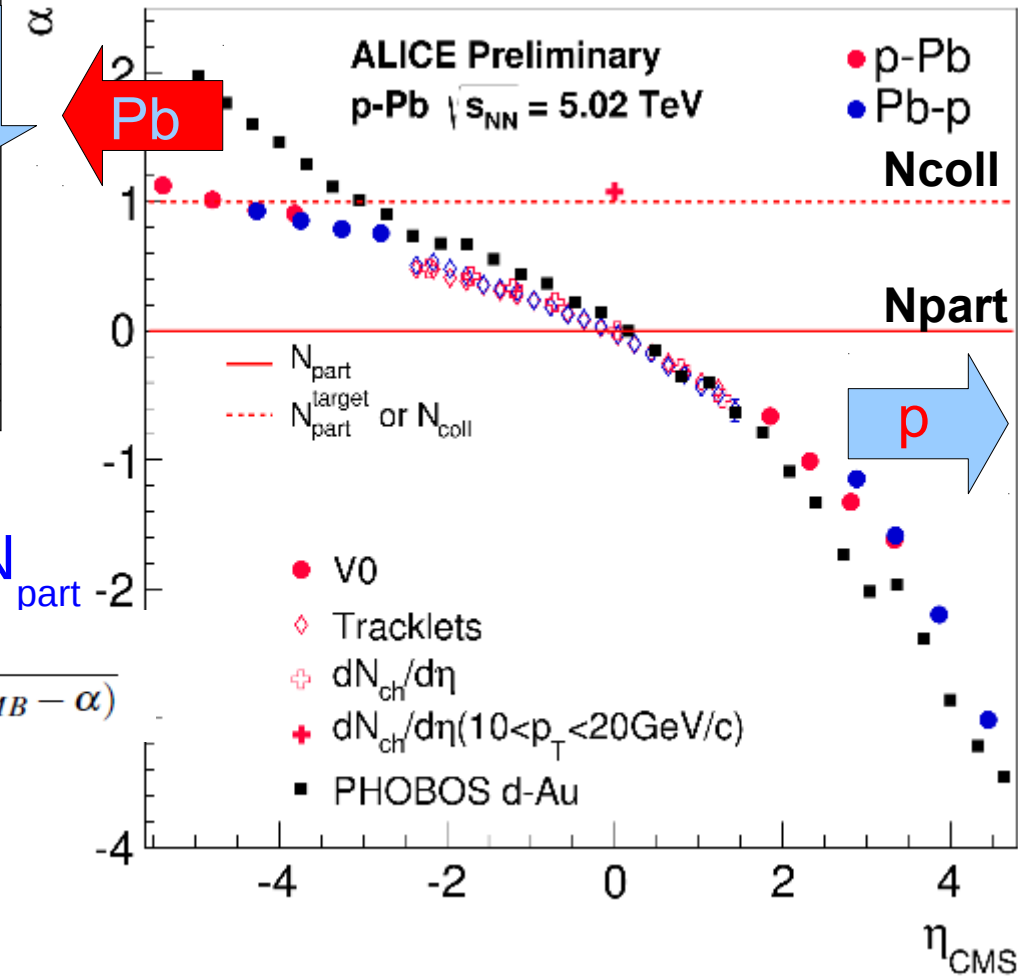 α
ALICE Preliminary
p-Pb √s_NN = 5.02 TeV
p-Pb
Pb-p
Pb
Ncoll
Npart
N_part
N_part^target or N_coll
p
V0
Tracklets
dN_ch/dη
dN_ch/dη(10<p_T<20GeV/c)
PHOBOS d-Au
2
1
0
-1
-2
-4
-4 -2 0 2 4
η_CMS
N_part
- α)